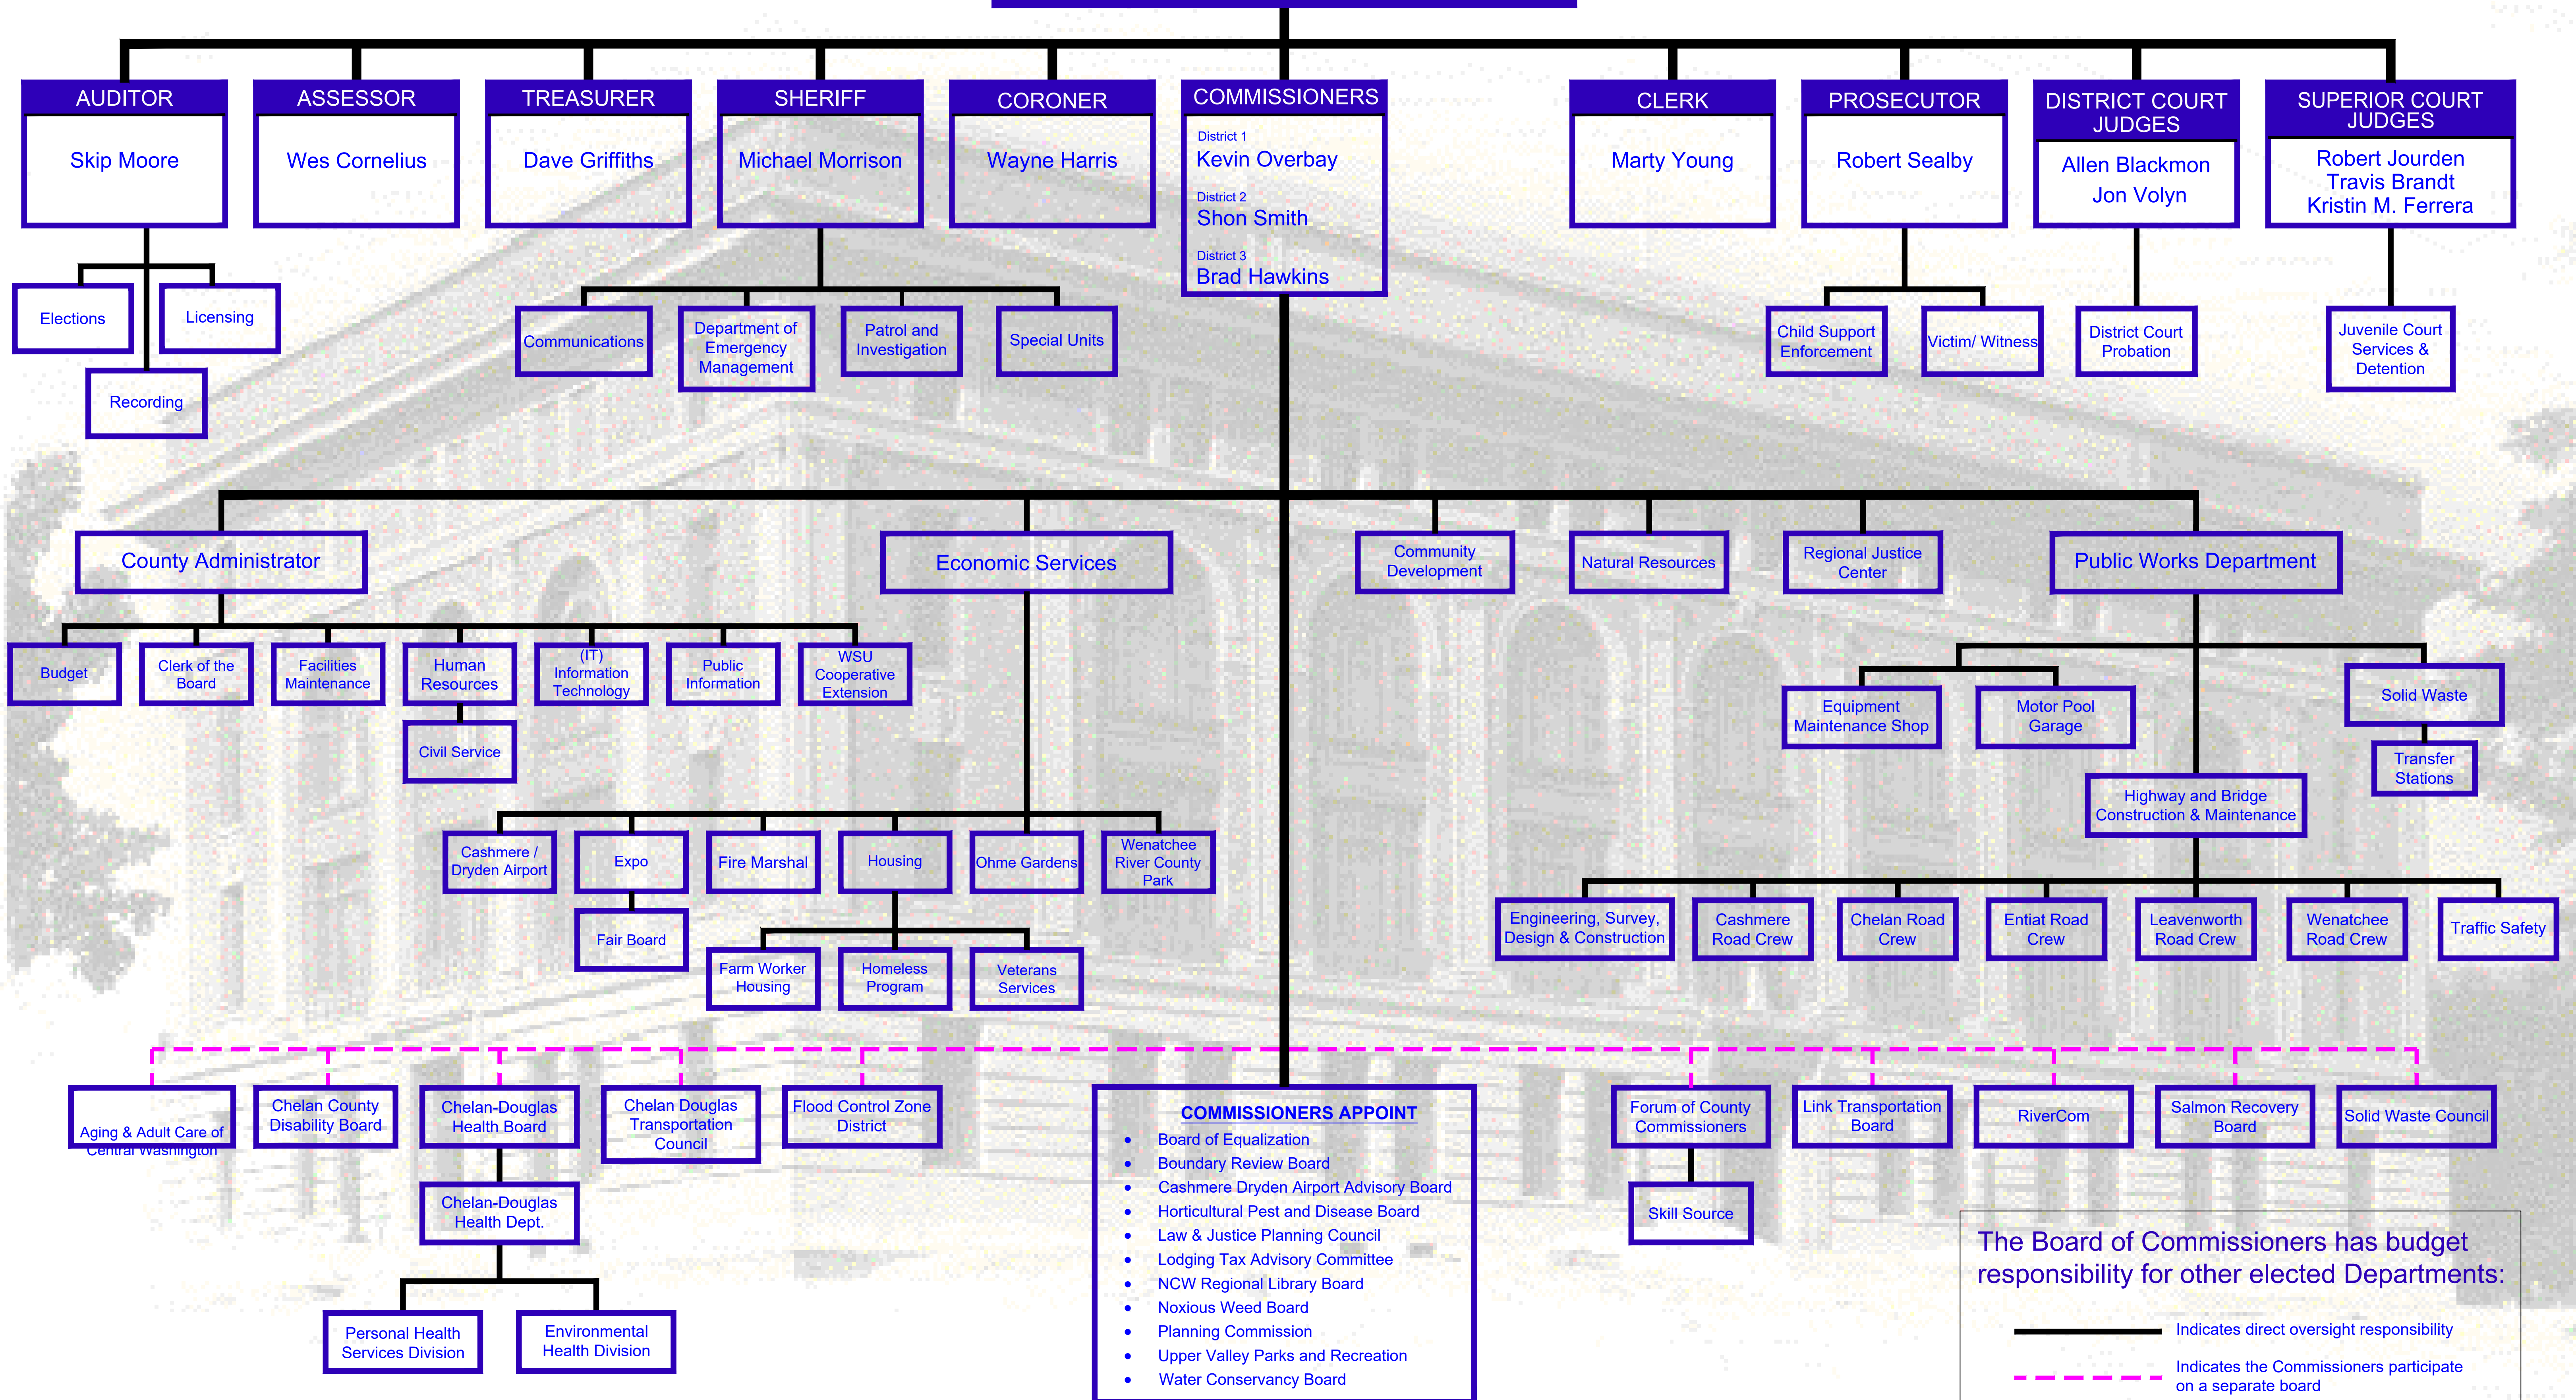 AUDITOR
Skip Moore
ASSESSOR
Wes Cornelius
TREASURER
Dave Griffiths
SHERIFF
Michael Morrison
CORONER
Wayne Harris
COMMISSIONERS
District 1
Kevin Overbay
District 2
Shon Smith
District 3
Brad Hawkins
CLERK
Marty Young
PROSECUTOR
Robert Sealby
DISTRICT COURT
JUDGES
Allen Blackmon
Jon Volyn
SUPERIOR COURT
JUDGES
Robert Jourden
Travis Brandt
Kristin M. Ferrera
Elections
Licensing
Recording
Communications
Department of
Emergency
Management
Patrol and
Investigation
Special Units
Child Support
Enforcement
Victim/ Witness
District Court
Probation
Juvenile Court
Services &
Detention
County Administrator
Economic Services
Community
Development
Natural Resources
Regional Justice
Center
Public Works Department
Budget
Clerk of the
Board
Facilities
Maintenance
Human
Resources
(IT)
Information
Technology
Public
Information
WSU
Cooperative
Extension
Civil Service
Equipment
Maintenance Shop
Motor Pool
Garage
Solid Waste
Transfer
Stations
Highway and Bridge
Construction & Maintenance
Cashmere /
Dryden Airport
Expo
Fire Marshal
Housing
Ohme Gardens
Wenatchee
River County
Park
Fair Board
Farm Worker
Housing
Homeless
Program
Veterans
Services
Engineering, Survey,
Design & Construction
Cashmere
Road Crew
Chelan Road
Crew
Entiat Road
Crew
Leavenworth
Road Crew
Wenatchee
Road Crew
Traffic Safety
Aging & Adult Care of
Central Washington
Chelan County
Disability Board
Chelan-Douglas
Health Board
Chelan Douglas
Transportation
Council
Flood Control Zone
District
Chelan-Douglas
Health Dept.
Personal Health
Services Division
Environmental
Health Division
COMMISSIONERS APPOINT
• Board of Equalization
• Boundary Review Board
• Cashmere Dryden Airport Advisory Board
• Horticultural Pest and Disease Board
• Law & Justice Planning Council
• Lodging Tax Advisory Committee
• NCW Regional Library Board
• Noxious Weed Board
• Planning Commission
• Upper Valley Parks and Recreation
• Water Conservancy Board
Forum of County
Commissioners
Link Transportation
Board
RiverCom
Salmon Recovery
Board
Solid Waste Council
Skill Source
The Board of Commissioners has budget
responsibility for other elected Departments:
Indicates direct oversight responsibility
Indicates the Commissioners participate
on a separate board